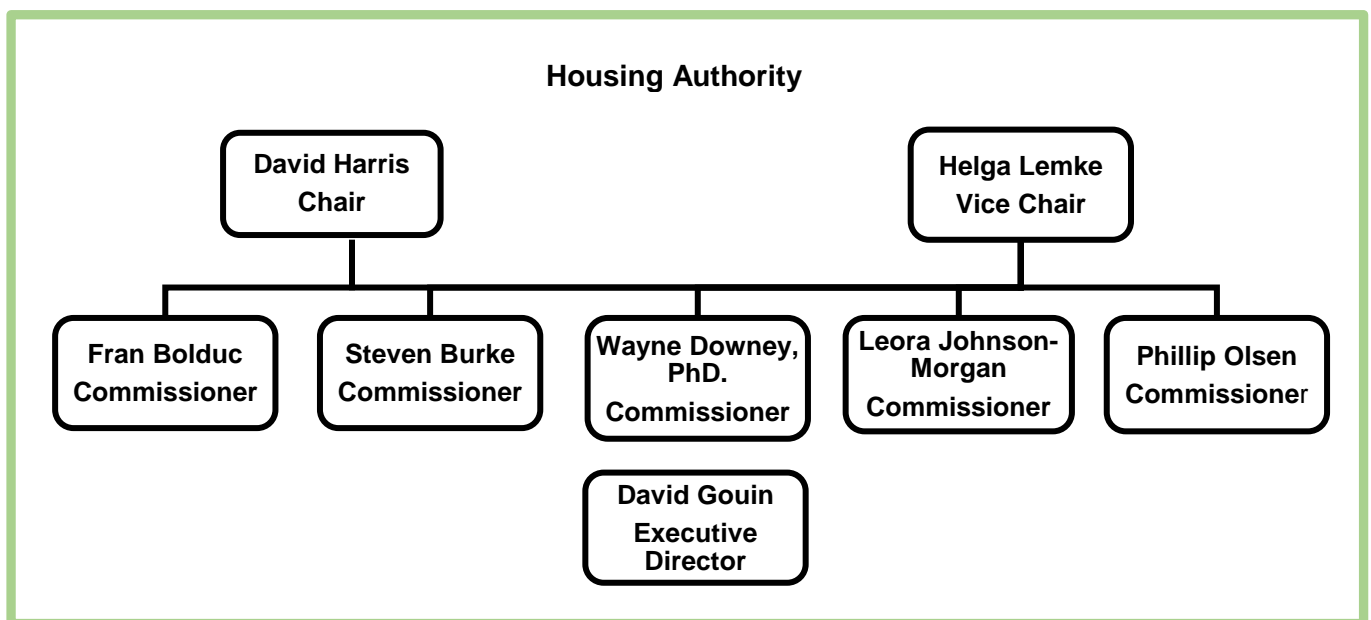 Housing Authority
David Harris
Chair
Helga Lemke
Vice Chair
Fran Bolduc
Commissioner
Steven Burke
Commissioner
Wayne Downey,
PhD.
Commissioner
Leora Johnson-
Morgan
Commissioner
Phillip Olsen
Commissioner
David Gouin
Executive
Director